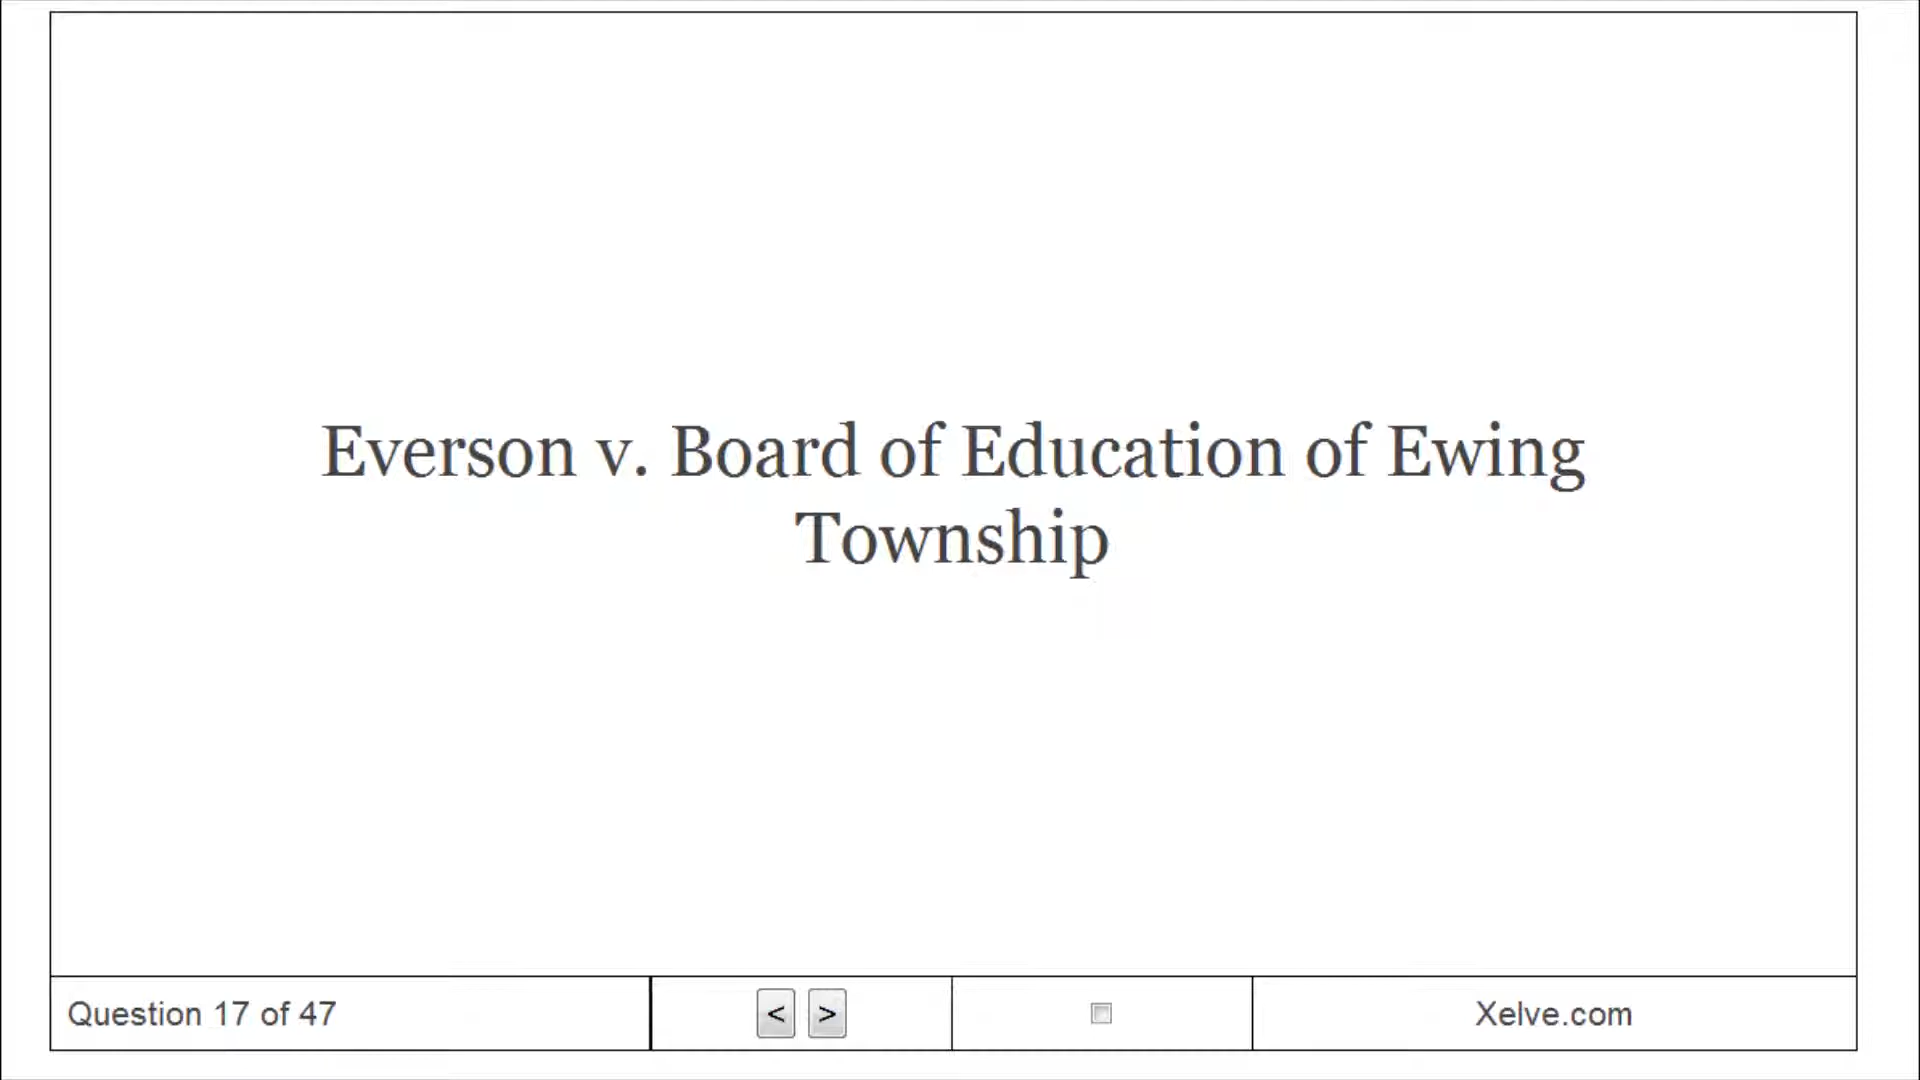 Everson v. Board of Education of Ewing
Township
Question 17 of 47
< >
Xelve.com